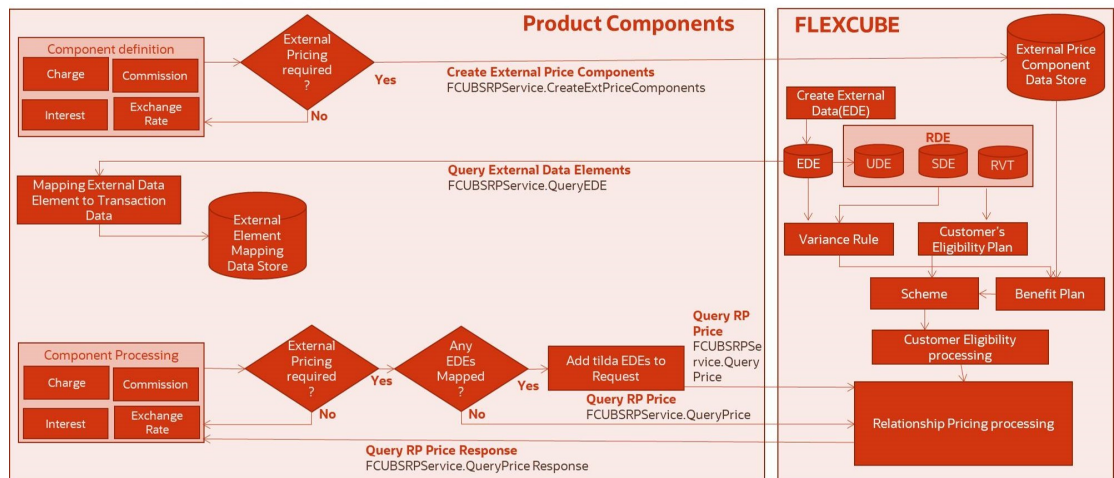 Product Components
FLEXCUBE
Component definition
Charge
Commission
Interest
Exchange
Rate
External
Pricing
required
?
Yes
No
Create External Price Components
FCUBSRPService.CreateExtPriceComponents
External Price
Component
Data Store
Create External
Data(EDE)
RDE
EDE
UDE
SDE
RVT
Query External Data Elements
FCUBSRPService.QueryEDE
Mapping External Data
Element to Transaction
Data
External
Element
Mapping
Data Store
Variance Rule
Customer's
Eligibility Plan
Scheme
Benefit Plan
Customer Eligibility
processing
Component Processing
Charge
Commission
Interest
Exchange
Rate
External
Pricing
required
?
Yes
No
Any
EDEs
Mapped
?
Yes
No
Add tilda EDEs to
Request
Query RP
Price
FCUBSRPSe
rvice.Query
Price
Query RP Price
FCUBSRPService.QueryPrice
Relationship Pricing processing
Query RP Price Response
FCUBSRPService.QueryPrice Response